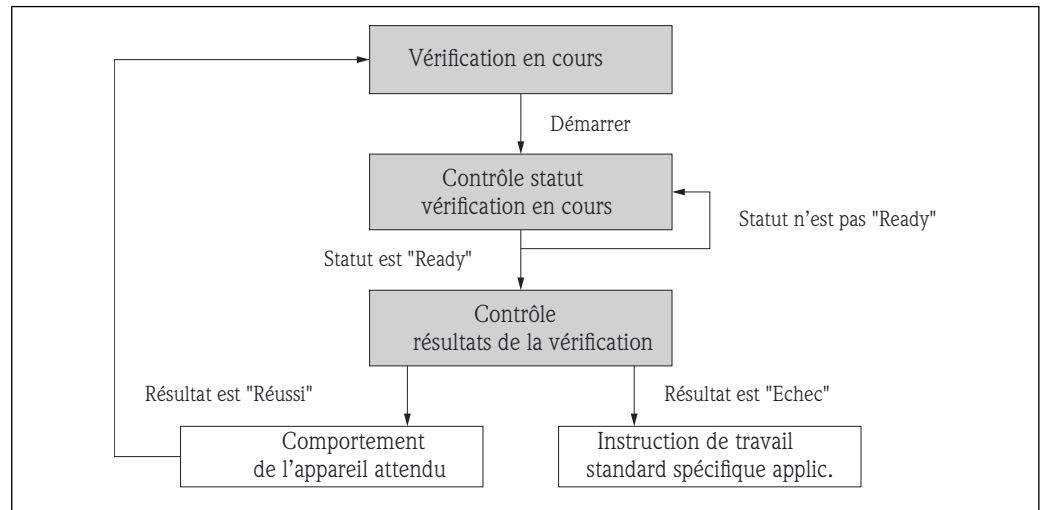 Vérification en cours
Démarrer
Contrôle statut
vérification en cours
Statut n’est pas "Ready"
Statut est "Ready"
Contrôle
résultats de la vérification
Résultat est "Réussi"
Résultat est "Echec"
Comportement
de l’appareil attendu
Instruction de travail
standard spécifique applic.